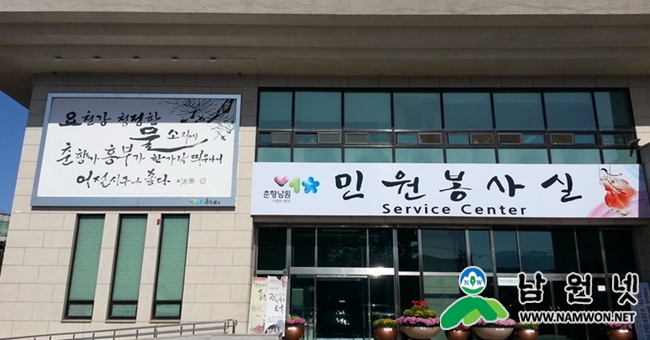 요천강 청정한
물 소리에
춘향가 흥부가 한가락 띄우니
어절시구나 좋다
춘향남원
민원봉사실
Service Center
남원-넷
WWW.NAMWON.NET